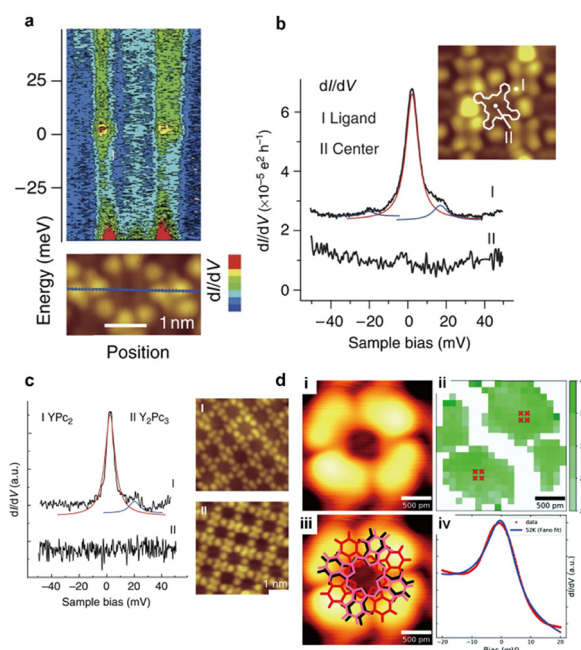 a
50
25
0
−25
Energy (meV)
dI/dV
1 nm
Position
b
dI/dV
I Ligand
II Center
6
4
2
0
dI/dV (×10⁻⁵ e² h⁻¹)
I
II
I
II
−40 −20 0 20 40
Sample bias (mV)
c
I YPc₂ II Y₂Pc₃
dI/dV (a.u.)
I
II
−40 −20 0 20 40
Sample bias (mV)
I
II
1 nm
d
i
500 pm
ii
500 pm
iii
500 pm
iv
data
52K (Fano fit)
dI/dV (a.u.)
−20 −10 0 10 20
Bias (mV)